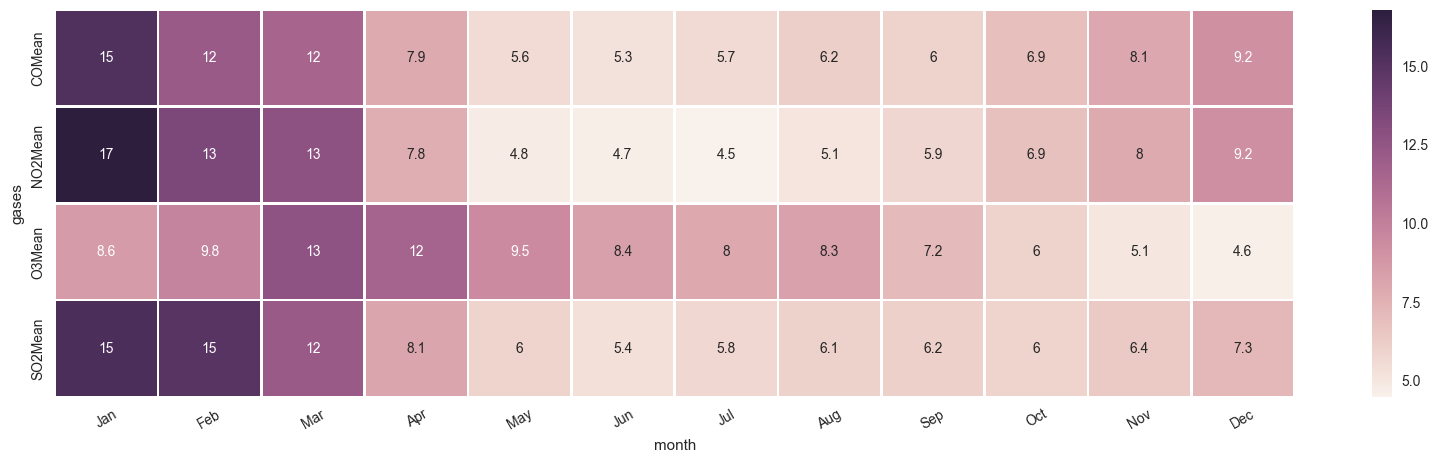 gases
COMean 15 12 12 7.9 5.6 5.3 5.7 6.2 6 6.9 8.1 9.2
NO2Mean 17 13 13 7.8 4.8 4.7 4.5 5.1 5.9 6.9 8 9.2
O3Mean 8.6 9.8 13 12 9.5 8.4 8 8.3 7.2 6 5.1 4.6
SO2Mean 15 15 12 8.1 6 5.4 5.8 6.1 6.2 6 6.4 7.3
Jan Feb Mar Apr May Jun Jul Aug Sep Oct Nov Dec
month
15.0
12.5
10.0
7.5
5.0